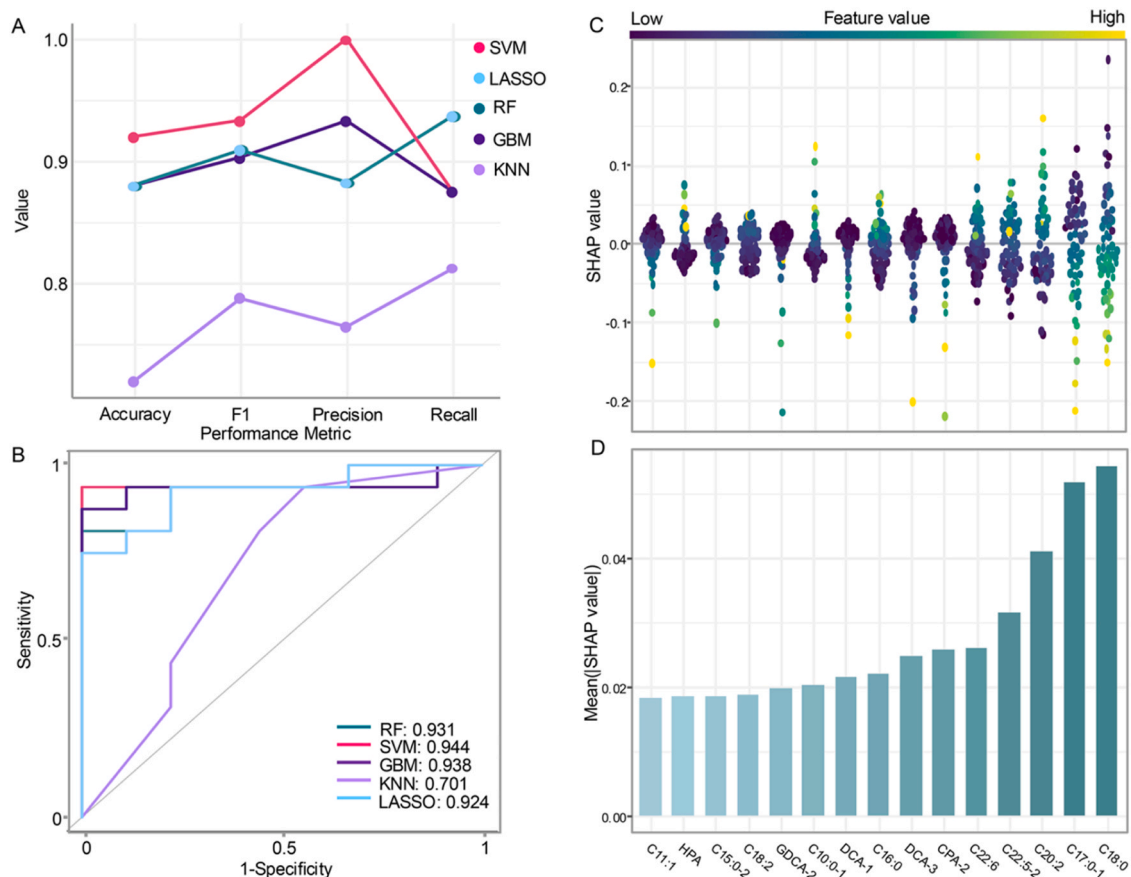 A
1.0
0.9
0.8
Value
SVM
LASSO
RF
GBM
KNN
Accuracy F1 Precision Recall
Performance Metric
B
1
0.5
0
Sensitivity
RF: 0.931
SVM: 0.944
GBM: 0.938
KNN: 0.701
LASSO: 0.924
0 0.5 1
1-Specificity
C
Low Feature value High
0.2
0.1
0.0
-0.1
-0.2
SHAP value
D
0.04
0.02
0.00
Mean(|SHAP value|)
C11:1 HPA C15:0-2 C18:2 GDCA-2 C10:0-1 DCA-1 C16:0 DCA-3 CPA-2 C22:6 C22:5-2 C20:2 C17:0-1 C18:0